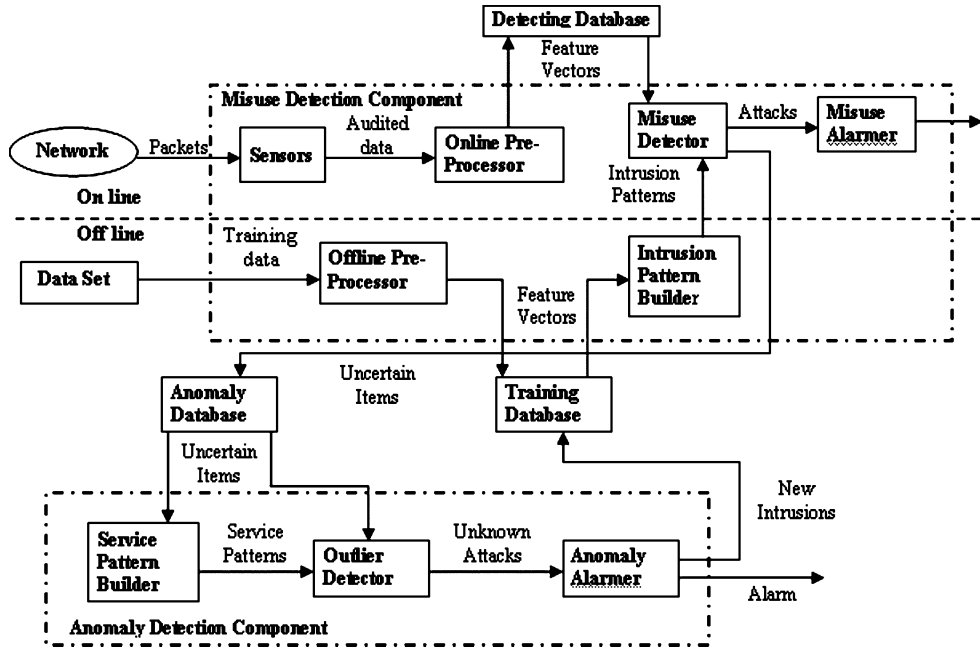 Detecting Database
Feature
Vectors
Misuse Detection Component
Network
Packets
Sensors
Audited
data
Online Pre-
Processor
Misuse
Detector
Attacks
Misuse
Alarmer
Intrusion
Patterns
On line
Off line
Data Set
Training
data
Offline Pre-
Processor
Feature
Vectors
Intrusion
Pattern
Builder
Anomaly
Database
Uncertain
Items
Training
Database
Uncertain
Items
New
Intrusions
Service
Pattern
Builder
Service
Patterns
Outlier
Detector
Unknown
Attacks
Anomaly
Alarmer
Alarm
Anomaly Detection Component